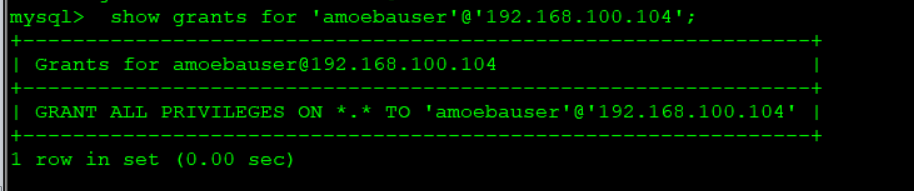 mysql>  show grants for 'amoebauser'@'192.168.100.104';
+---------------------------------------------------------------+
| Grants for amoebauser@192.168.100.104                         |
+---------------------------------------------------------------+
| GRANT ALL PRIVILEGES ON *.* TO 'amoebauser'@'192.168.100.104' |
+---------------------------------------------------------------+
1 row in set (0.00 sec)